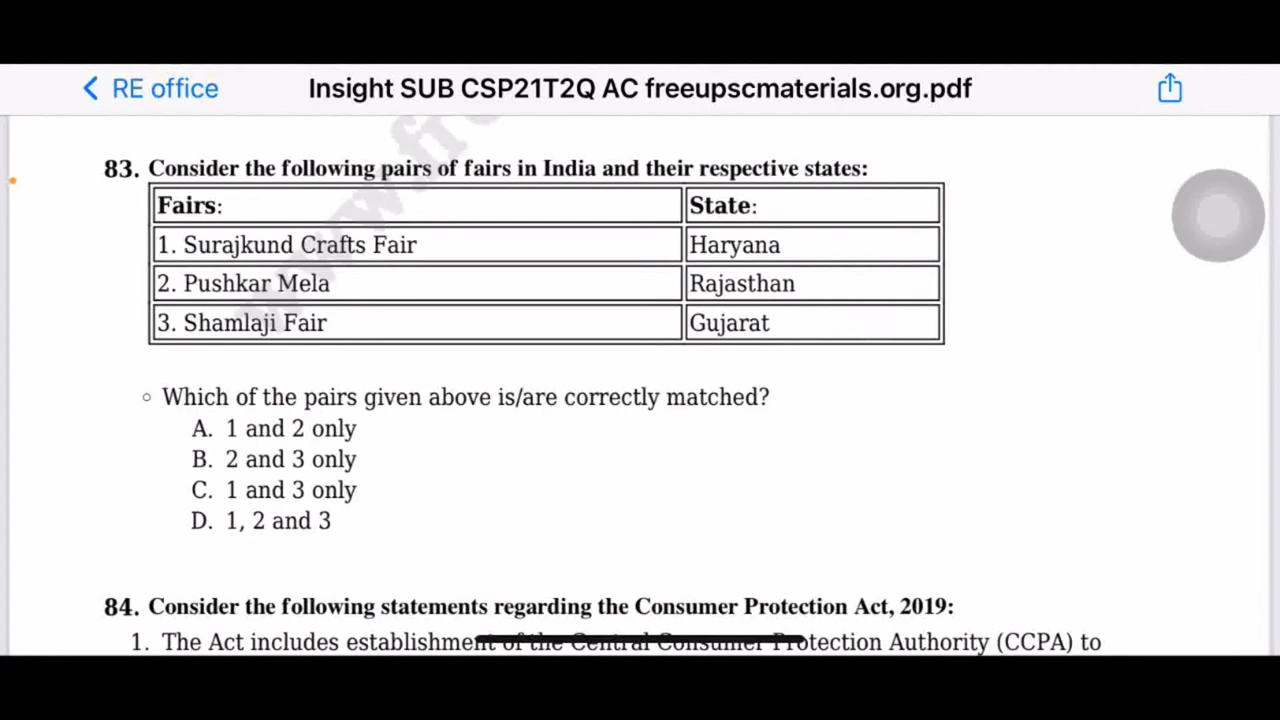 RE office
Insight SUB CSP21T2Q AC freeupscmaterials.org.pdf
83. Consider the following pairs of fairs in India and their respective states:
Fairs: State:
1. Surajkund Crafts Fair Haryana
2. Pushkar Mela Rajasthan
3. Shamlaji Fair Gujarat
Which of the pairs given above is/are correctly matched?
A. 1 and 2 only
B. 2 and 3 only
C. 1 and 3 only
D. 1, 2 and 3
84. Consider the following statements regarding the Consumer Protection Act, 2019:
1. The Act includes establishment of the Central Consumer Protection Authority (CCPA) to
www.fre